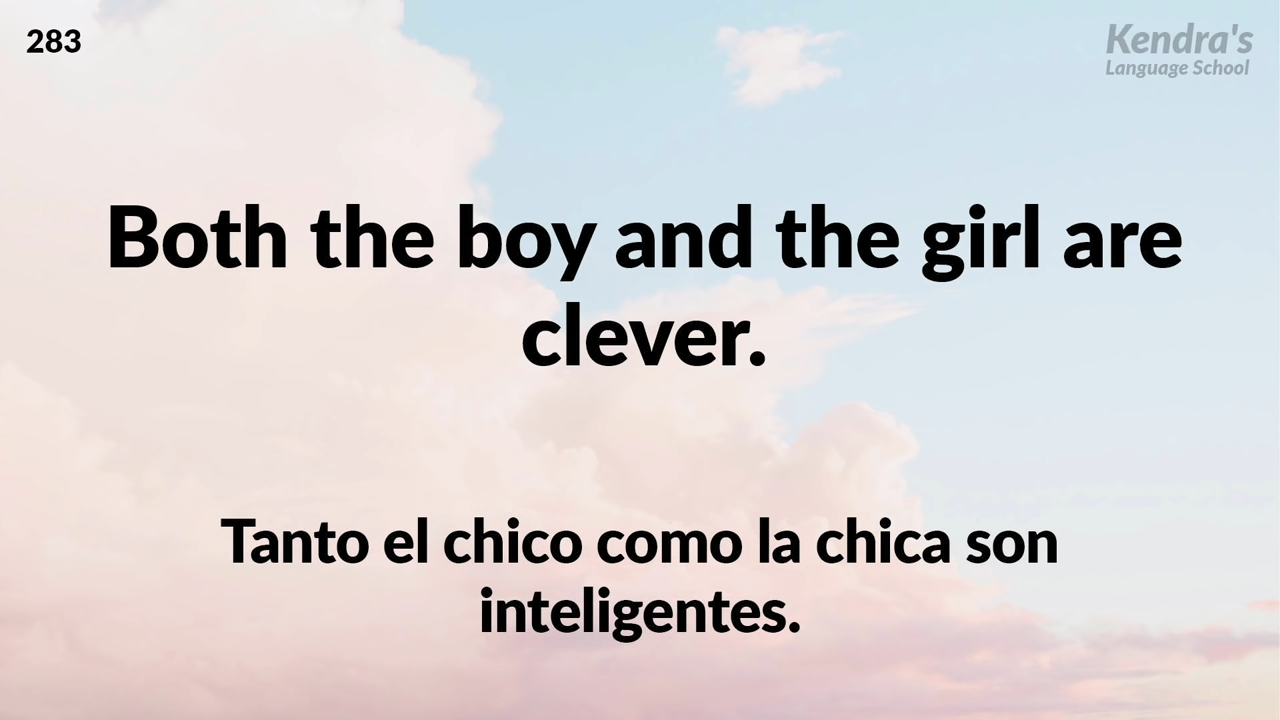 283
Kendra's
Language School
Both the boy and the girl are
clever.
Tanto el chico como la chica son
inteligentes.